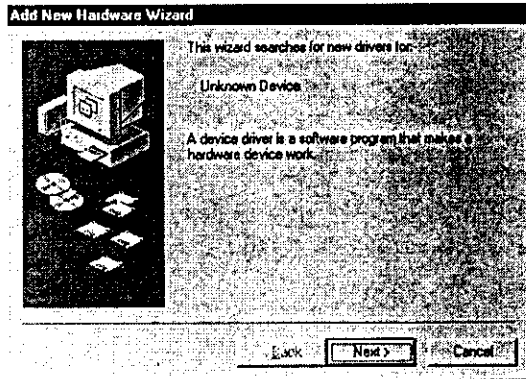 Add New Hardware Wizard
This wizard searches for new drivers for:
Unknown Device
A device driver is a software program that makes a
hardware device work.
Back
Next >
Cancel